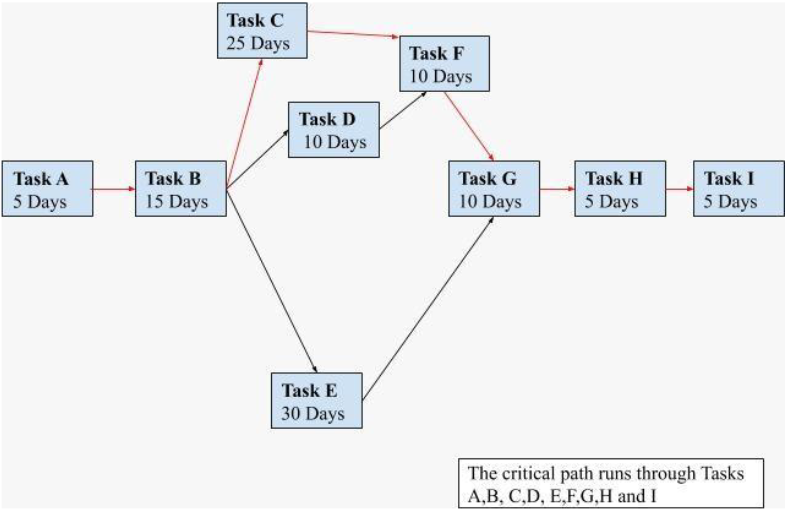 Task C
25 Days
Task F
10 Days
Task D
10 Days
Task A
5 Days
Task B
15 Days
Task G
10 Days
Task H
5 Days
Task I
5 Days
Task E
30 Days
The critical path runs through Tasks
A,B, C,D, E,F,G,H and I